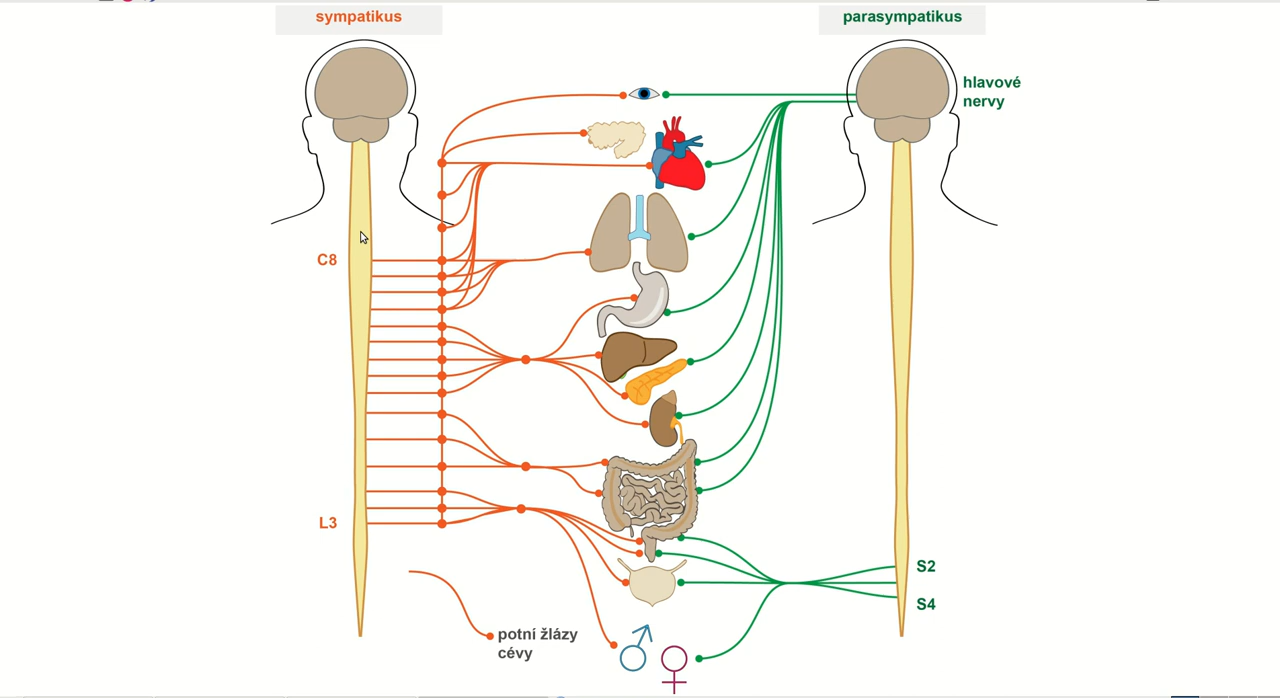 sympatikus
parasympatikus
hlavové
nervy
C8
L3
S2
S4
potní žlázy
cévy